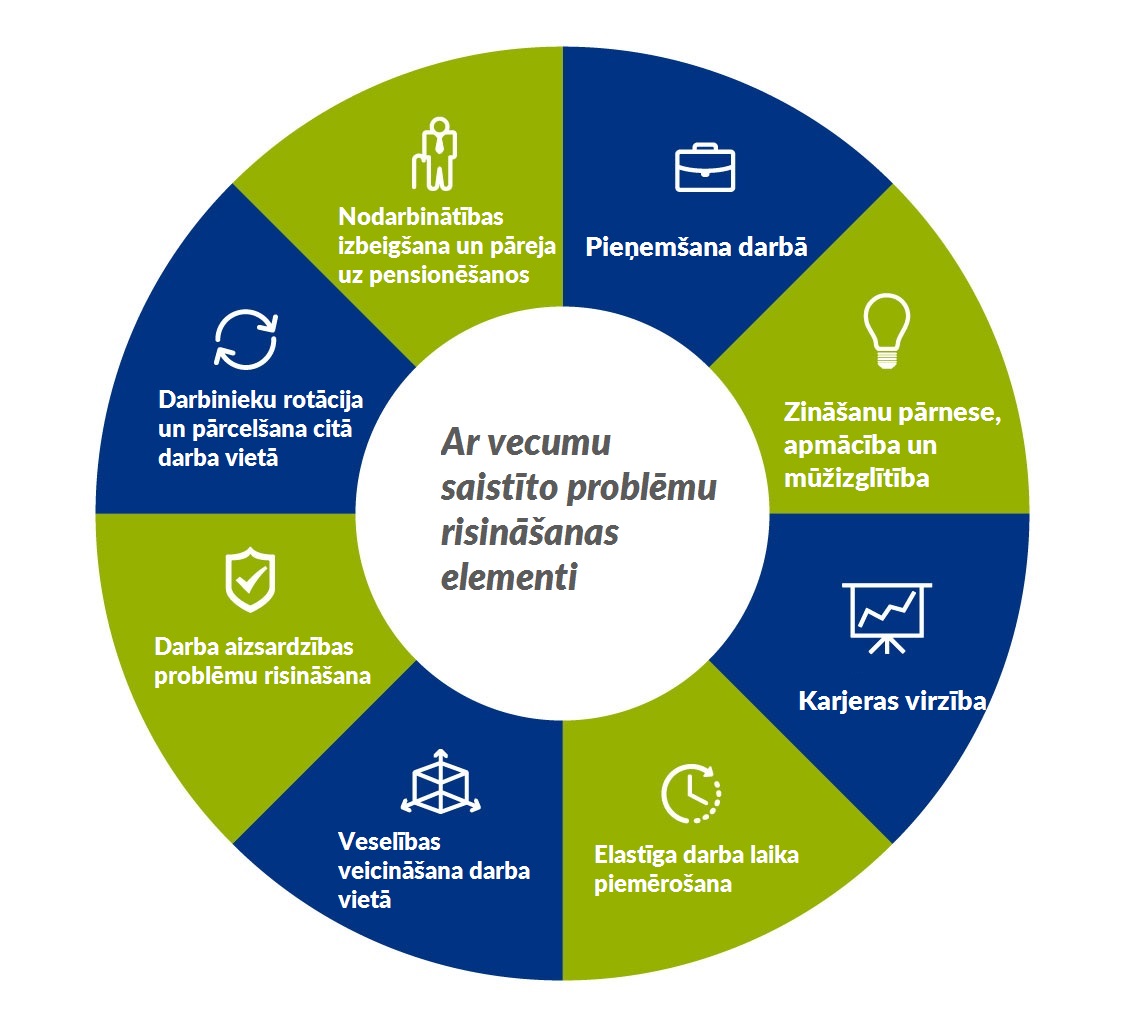 Nodarbinātības
izbeigšana un pāreja
uz pensionēšanos
Pieņemšana darbā
Zināšanu pārnese,
apmācība un
mūžizglītība
Karjeras virzība
Elastīga darba laika
piemērošana
Veselības
veicināšana darba
vietā
Darba aizsardzības
problēmu risināšana
Darbinieku rotācija
un pārcelšana citā
darba vietā
Ar vecumu
saistīto problēmu
risināšanas
elementi